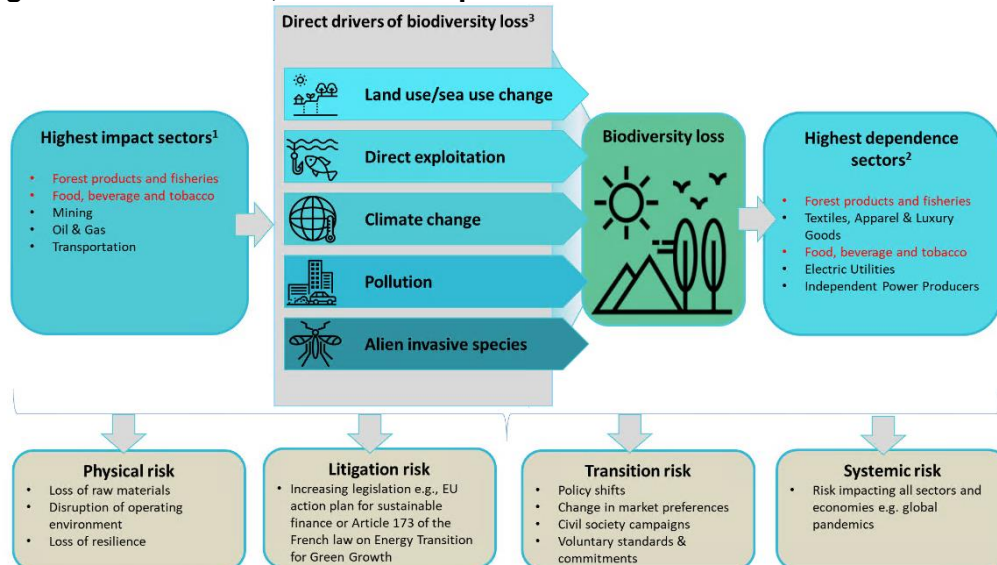 Direct drivers of biodiversity loss³
Land use/sea use change
Direct exploitation
Climate change
Pollution
Alien invasive species
Highest impact sectors¹
• Forest products and fisheries
• Food, beverage and tobacco
• Mining
• Oil & Gas
• Transportation
Biodiversity loss
Highest dependence
sectors²
• Forest products and fisheries
• Textiles, Apparel & Luxury
Goods
• Food, beverage and tobacco
• Electric Utilities
• Independent Power Producers
Physical risk
• Loss of raw materials
• Disruption of operating
environment
• Loss of resilience
Litigation risk
• Increasing legislation e.g., EU
action plan for sustainable
finance or Article 173 of the
French law on Energy Transition
for Green Growth
Transition risk
• Policy shifts
• Change in market preferences
• Civil society campaigns
• Voluntary standards &
commitments
Systemic risk
• Risk impacting all sectors and
economies e.g. global
pandemics